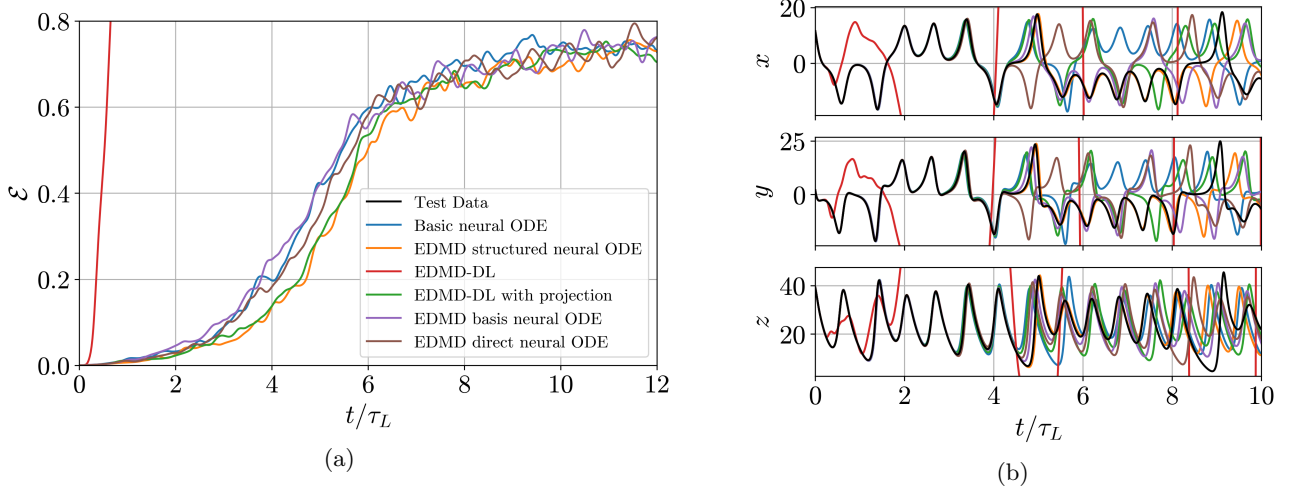 0.8
0.6
0.4
0.2
0.0
ℰ
0
2
4
6
8
10
12
t/τ_L
Test Data
Basic neural ODE
EDMD structured neural ODE
EDMD-DL
EDMD-DL with projection
EDMD basis neural ODE
EDMD direct neural ODE
(a)
20
0
x
25
0
y
40
20
z
0
2
4
6
8
10
t/τ_L
(b)